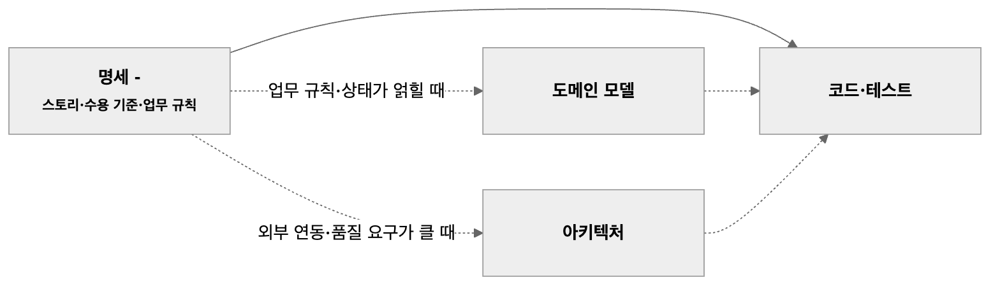 명세 -
스토리·수용 기준·업무 규칙
업무 규칙·상태가 얽힐 때
도메인 모델
코드·테스트
외부 연동·품질 요구가 클 때
아키텍처